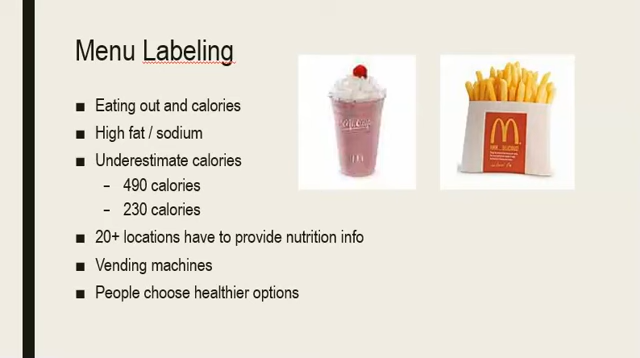 Menu Labeling
■ Eating out and calories
■ High fat / sodium
■ Underestimate calories
– 490 calories
– 230 calories
■ 20+ locations have to provide nutrition info
■ Vending machines
■ People choose healthier options
McCafe